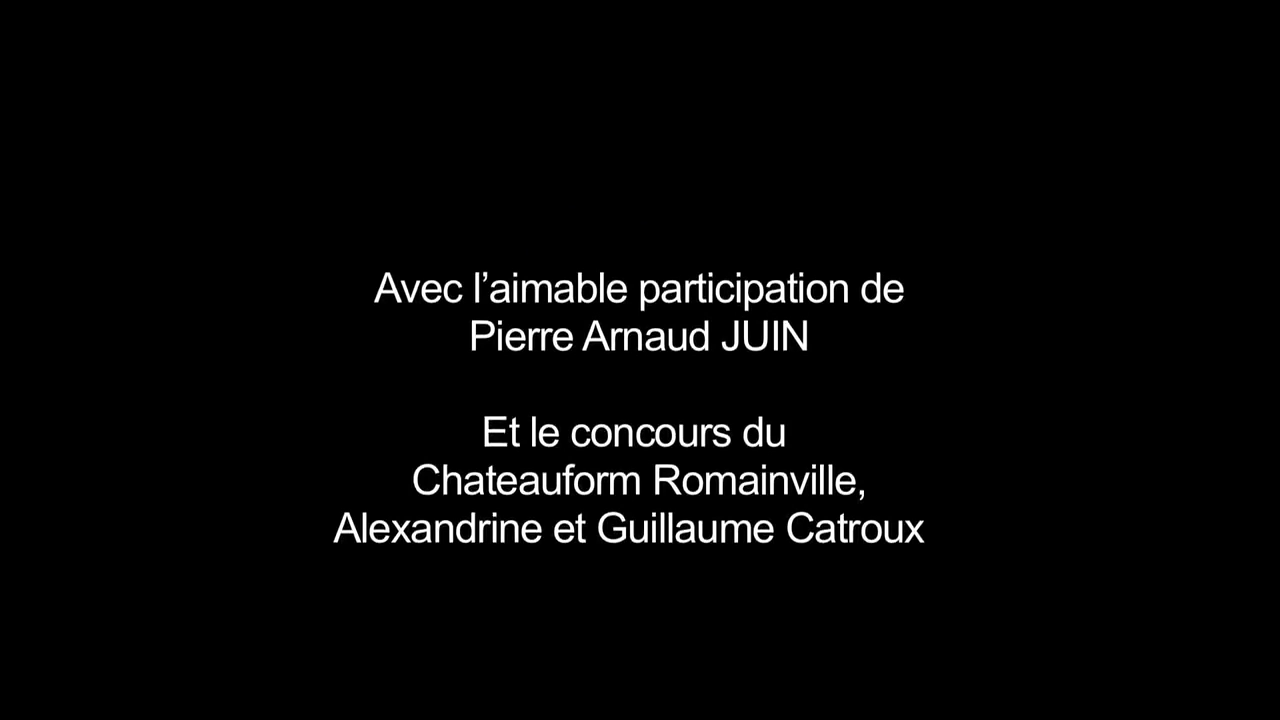 Avec l’aimable participation de
Pierre Arnaud JUIN
Et le concours du
Chateauform Romainville,
Alexandrine et Guillaume Catroux